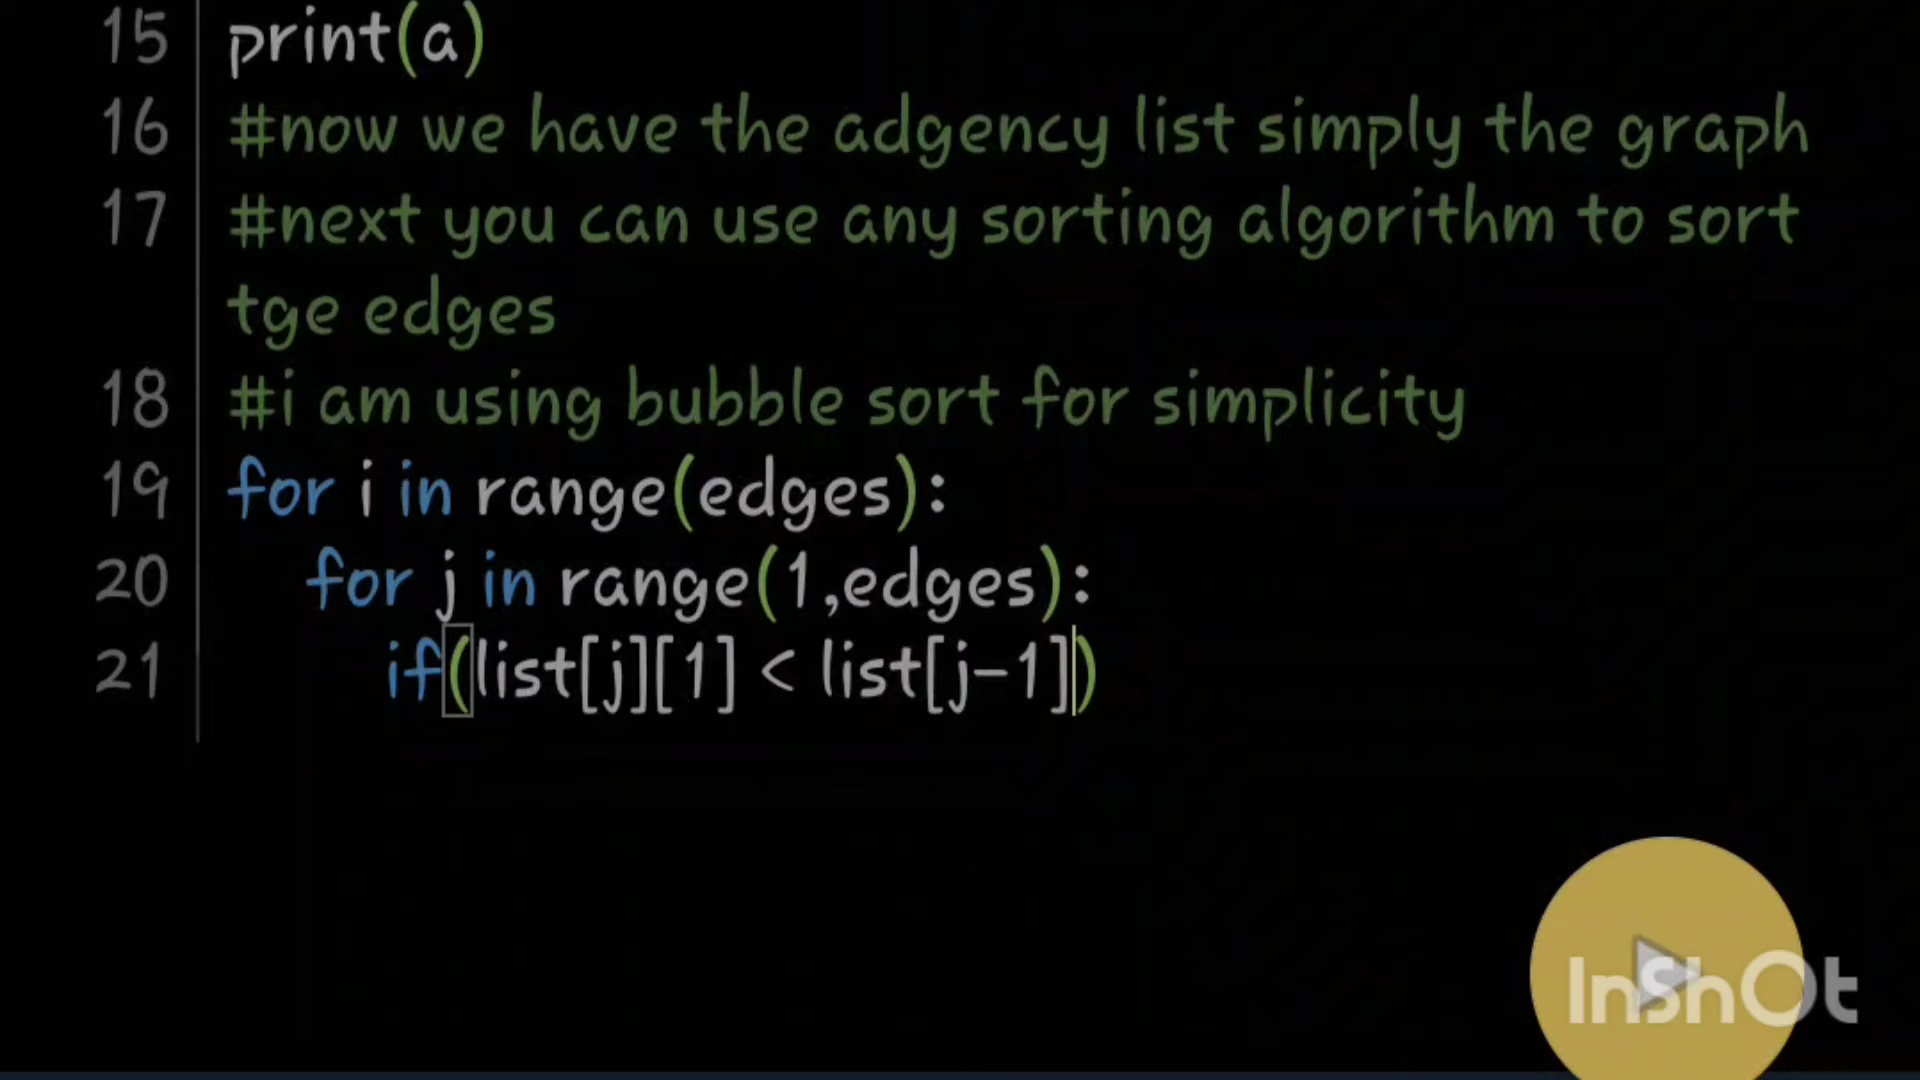 15 print(a)
16 #now we have the adgency list simply the graph
17 #next you can use any sorting algorithm to sort
tge edges
18 #i am using bubble sort for simplicity
19 for i in range(edges):
20 for j in range(1,edges):
21 if(list[j][1] < list[j-1])
InShOt